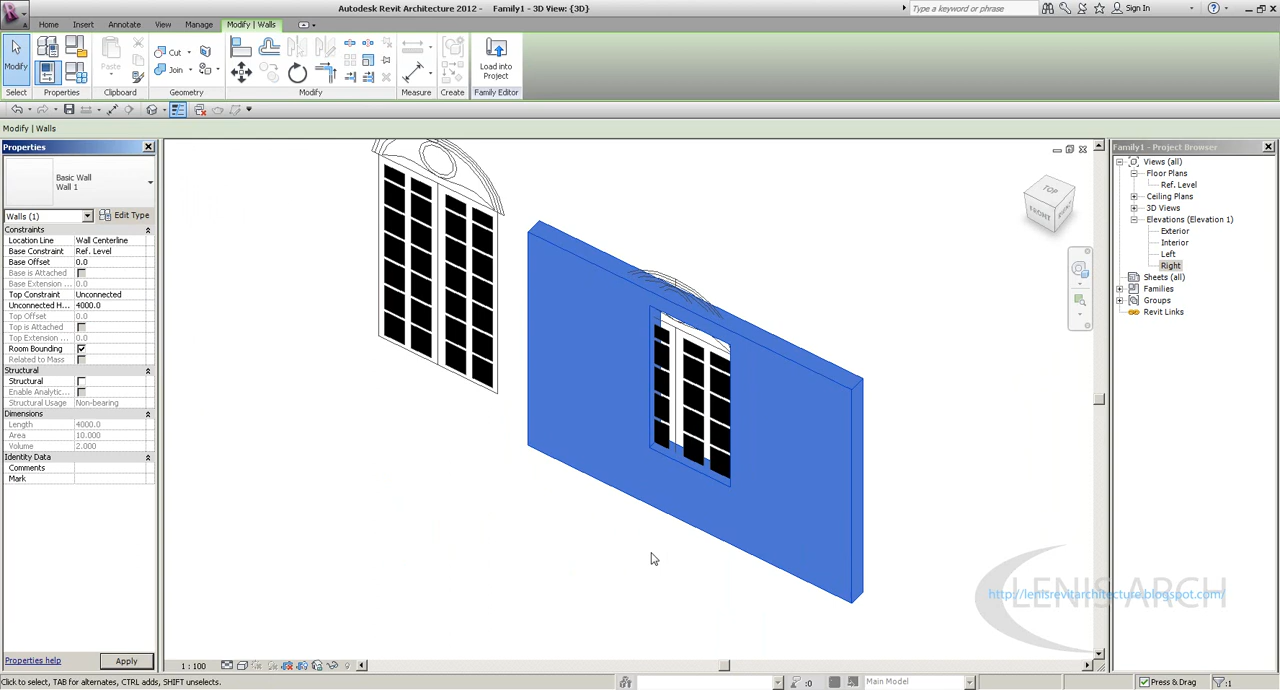 Autodesk Revit Architecture 2012 - Family1 - 3D View: {3D}
Type a keyword or phrase
Sign In
Home
Insert
Annotate
View
Manage
Modify | Walls
Modify
Paste
Cut
Join
Load into
Project
Select
Properties
Clipboard
Geometry
Modify
Measure
Create
Family Editor
Modify | Walls
Properties
Basic Wall
Wall 1
Walls (1)
Edit Type
Constraints
Location Line Wall Centerline
Base Constraint Ref. Level
Base Offset 0.0
Base is Attached
Base Extension ... 0.0
Top Constraint Unconnected
Unconnected H... 4000.0
Top Offset 0.0
Top is Attached
Top Extension ... 0.0
Room Bounding
Related to Mass
Structural
Structural
Enable Analytic...
Structural Usage Non-bearing
Dimensions
Length 4000.0
Area 10.000
Volume 2.000
Identity Data
Comments
Mark
Properties help
Apply
TOP
FRONT
Family1 - Project Browser
Views (all)
Floor Plans
Ref. Level
Ceiling Plans
3D Views
Elevations (Elevation 1)
Exterior
Interior
Left
Right
Sheets (all)
Families
Groups
Revit Links
LENIS ARCH
http://lenisrevitarchitecture.blogspot.com/
1 : 100
Click to select, TAB for alternates, CTRL adds, SHIFT unselects.
:0
Main Model
Press & Drag
:1